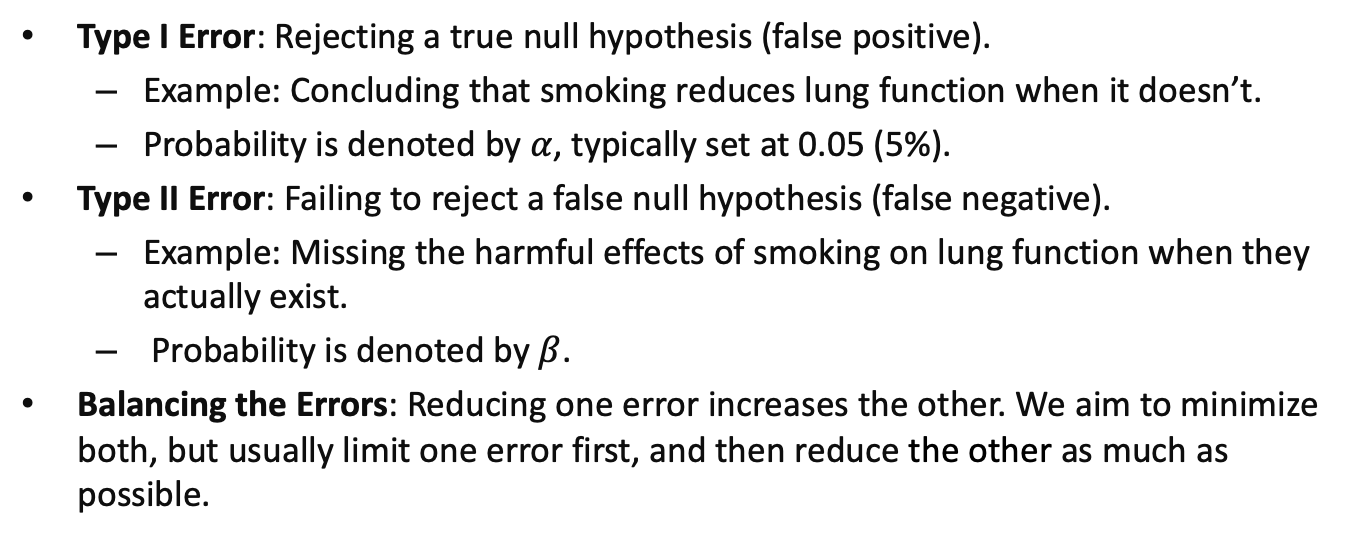 • Type I Error: Rejecting a true null hypothesis (false positive).
– Example: Concluding that smoking reduces lung function when it doesn’t.
– Probability is denoted by α, typically set at 0.05 (5%).
• Type II Error: Failing to reject a false null hypothesis (false negative).
– Example: Missing the harmful effects of smoking on lung function when they
actually exist.
– Probability is denoted by β.
• Balancing the Errors: Reducing one error increases the other. We aim to minimize
both, but usually limit one error first, and then reduce the other as much as
possible.